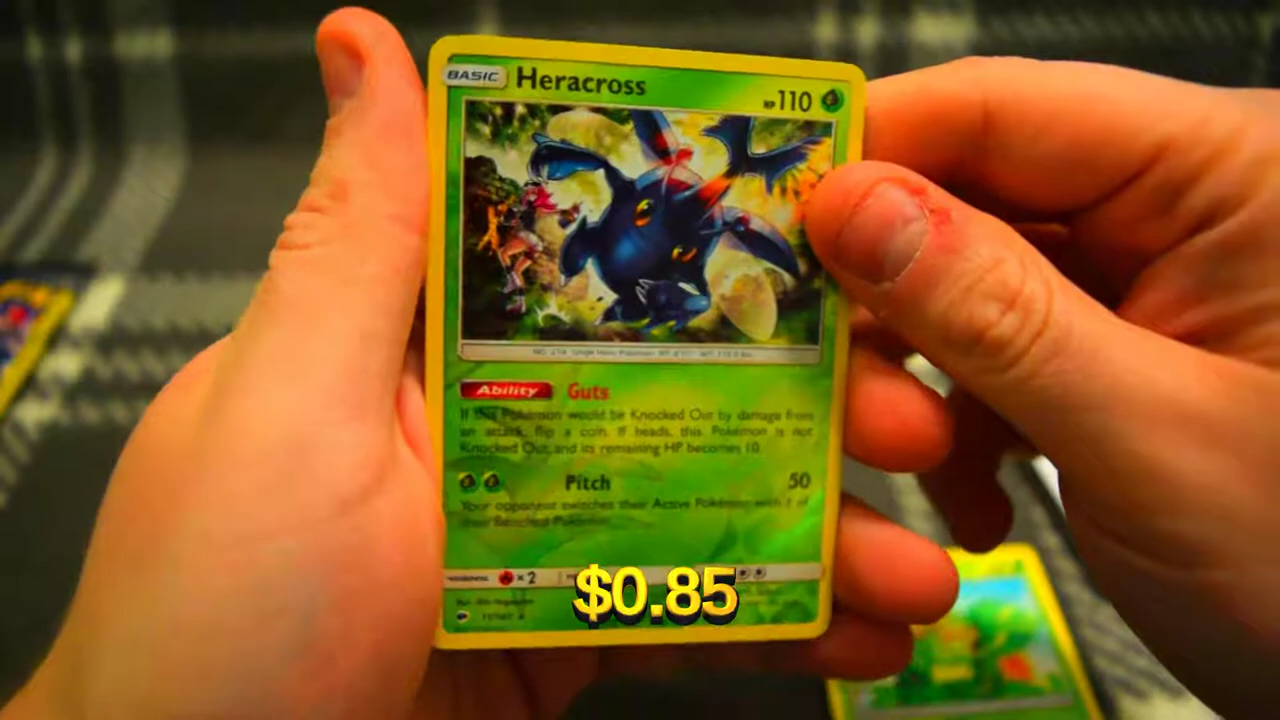 BASIC Heracross HP 110
Ability Guts
If this Pokémon would be Knocked Out by damage from
an attack, flip a coin. If heads, this Pokémon is not
Knocked Out, and its remaining HP becomes 10.
Pitch 50
Your opponent switches their Active Pokémon with 1 of
their Benched Pokémon.
weakness ×2
$0.85